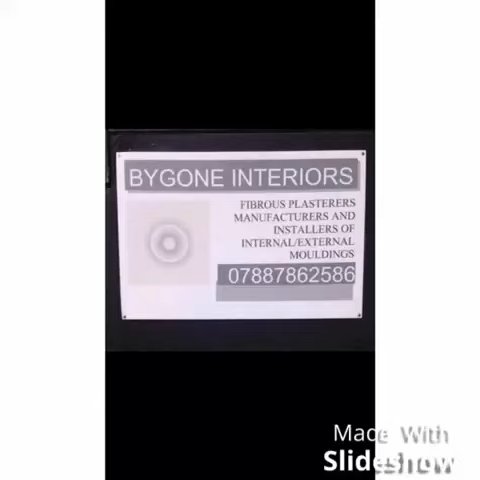 BYGONE INTERIORS
FIBROUS PLASTERERS
MANUFACTURERS AND
INSTALLERS OF
INTERNAL/EXTERNAL
MOULDINGS
07887862586
Made With
Slideshow